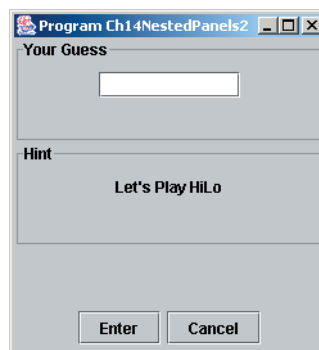 Program Ch14NestedPanels2
Your Guess
Hint
Let's Play HiLo
Enter Cancel